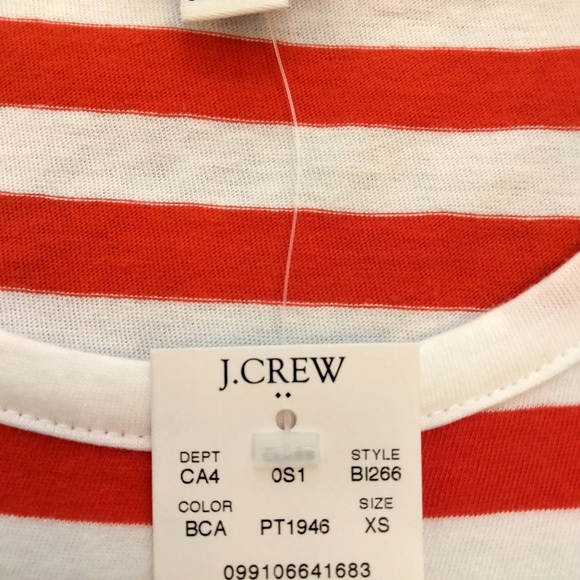 J.CREW
DEPT STYLE
CA4 0S1 BI266
COLOR SIZE
BCA PT1946 XS
099106641683